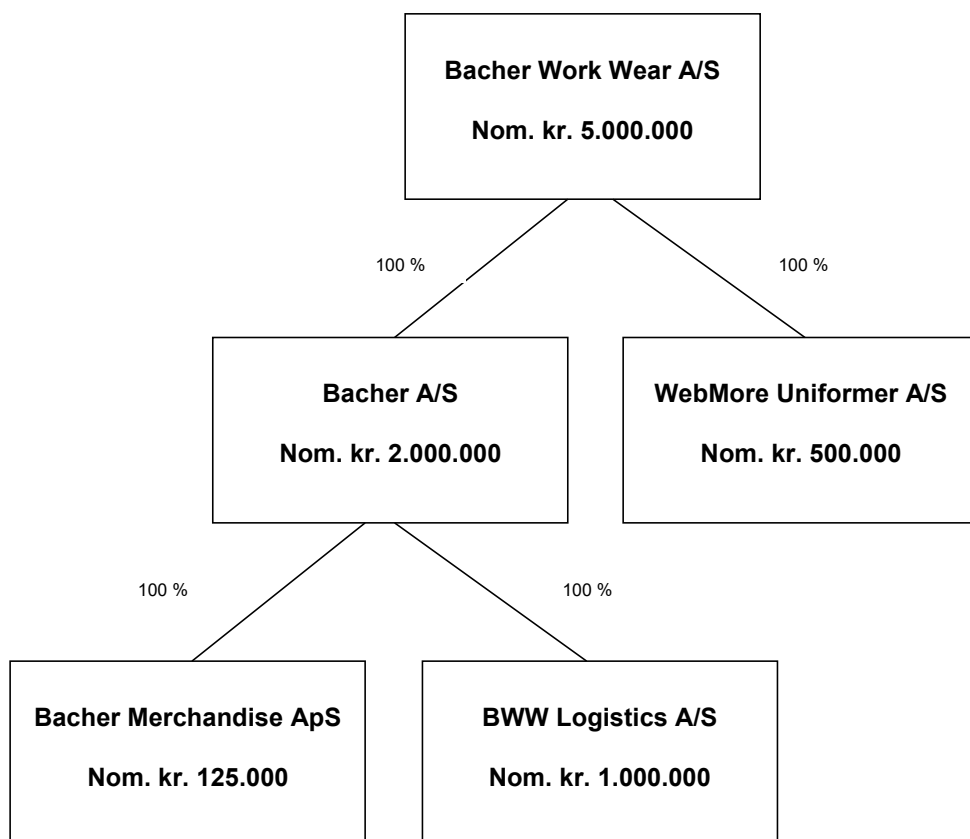 Bacher Work Wear A/S
Nom. kr. 5.000.000
100 %
100 %
Bacher A/S
Nom. kr. 2.000.000
WebMore Uniformer A/S
Nom. kr. 500.000
100 %
100 %
Bacher Merchandise ApS
Nom. kr. 125.000
BWW Logistics A/S
Nom. kr. 1.000.000